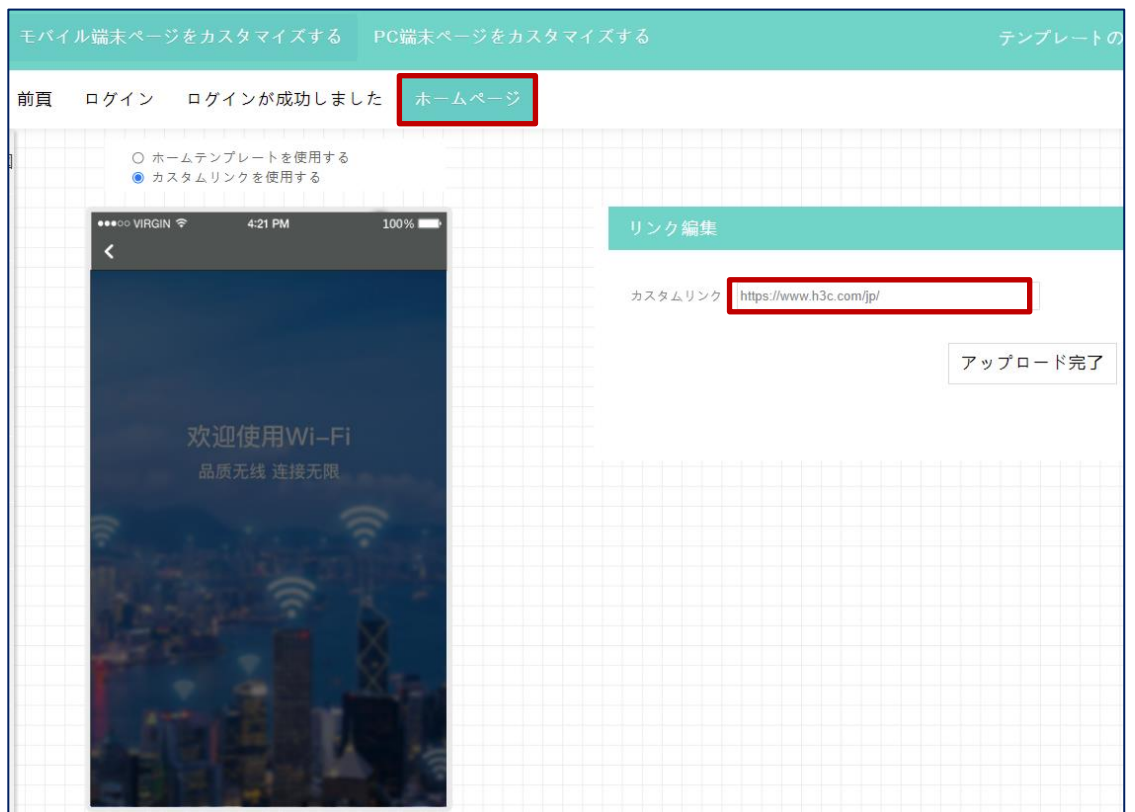 モバイル端末ページをカスタマイズする PC端末ページをカスタマイズする テンプレートの
前頁 ログイン ログインが成功しました ホームページ
ホームテンプレートを使用する
カスタムリンクを使用する
VIRGIN 4:21 PM 100%
リンク編集
カスタムリンク https://www.h3c.com/jp/
アップロード完了
欢迎使用Wi-Fi
品质无线 连接无限